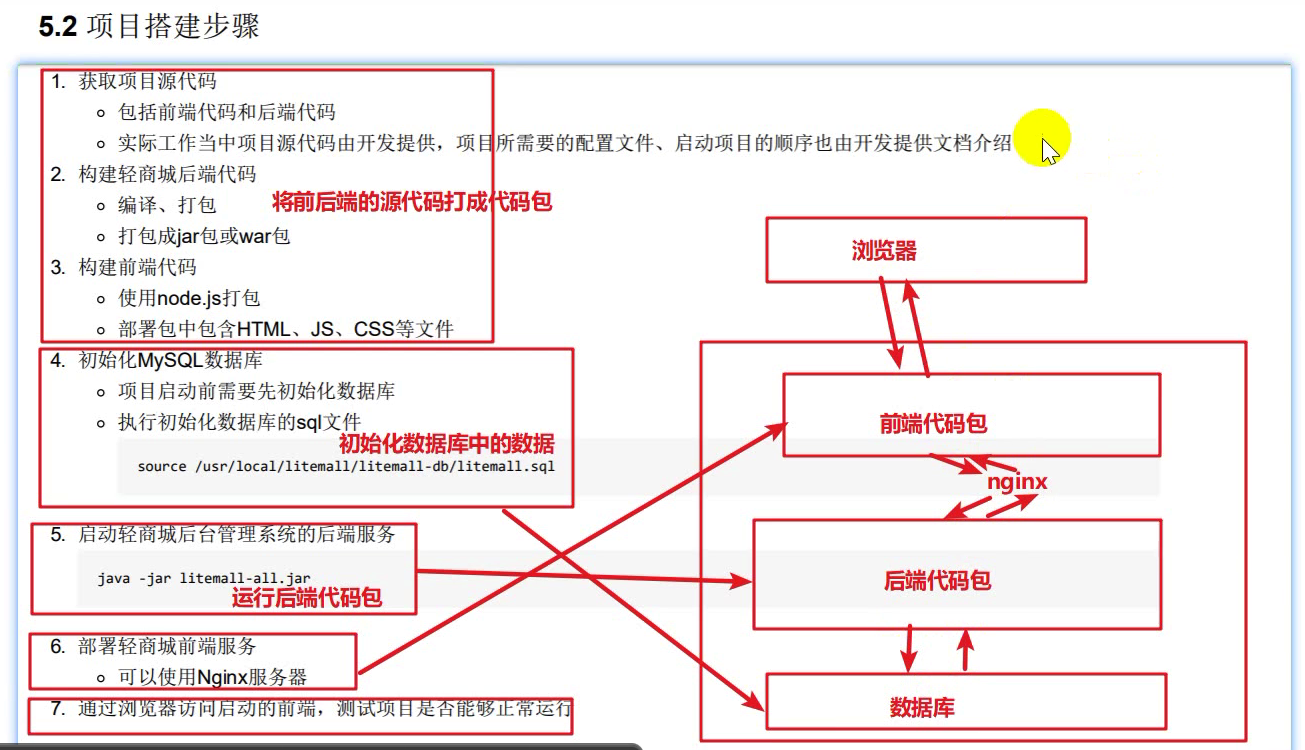 5.2 项目搭建步骤
1. 获取项目源代码
包括前端代码和后端代码
实际工作当中项目源代码由开发提供，项目所需要的配置文件、启动项目的顺序也由开发提供文档介绍
2. 构建轻商城后端代码
编译、打包
将前后端的源代码打成代码包
打包成jar包或war包
3. 构建前端代码
使用node.js打包
部署包中包含HTML、JS、CSS等文件
4. 初始化MySQL数据库
项目启动前需要先初始化数据库
执行初始化数据库的sql文件
初始化数据库中的数据
source /usr/local/litemall/litemall-db/litemall.sql
5. 启动轻商城后台管理系统的后端服务
java -jar litemall-all.jar
运行后端代码包
6. 部署轻商城前端服务
可以使用Nginx服务器
7. 通过浏览器访问启动的前端，测试项目是否能够正常运行
浏览器
前端代码包
nginx
后端代码包
数据库